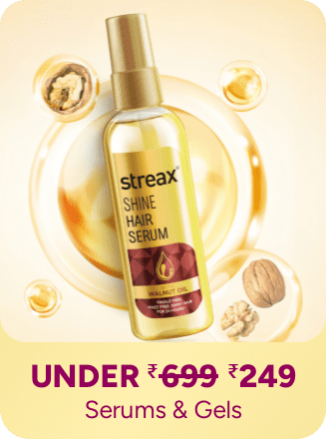 streax®
SHINE
HAIR
SERUM
WALNUT OIL
UNDER ₹699 ₹249
Serums & Gels